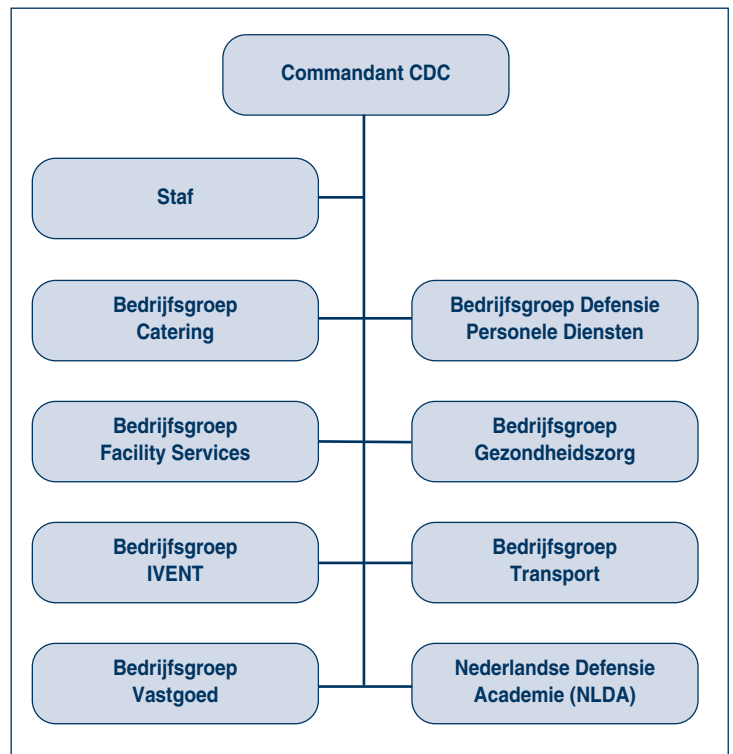 Commandant CDC
Staf
Bedrijfsgroep
Catering
Bedrijfsgroep Defensie
Personele Diensten
Bedrijfsgroep
Facility Services
Bedrijfsgroep
Gezondheidszorg
Bedrijfsgroep
IVENT
Bedrijfsgroep
Transport
Bedrijfsgroep
Vastgoed
Nederlandse Defensie
Academie (NLDA)